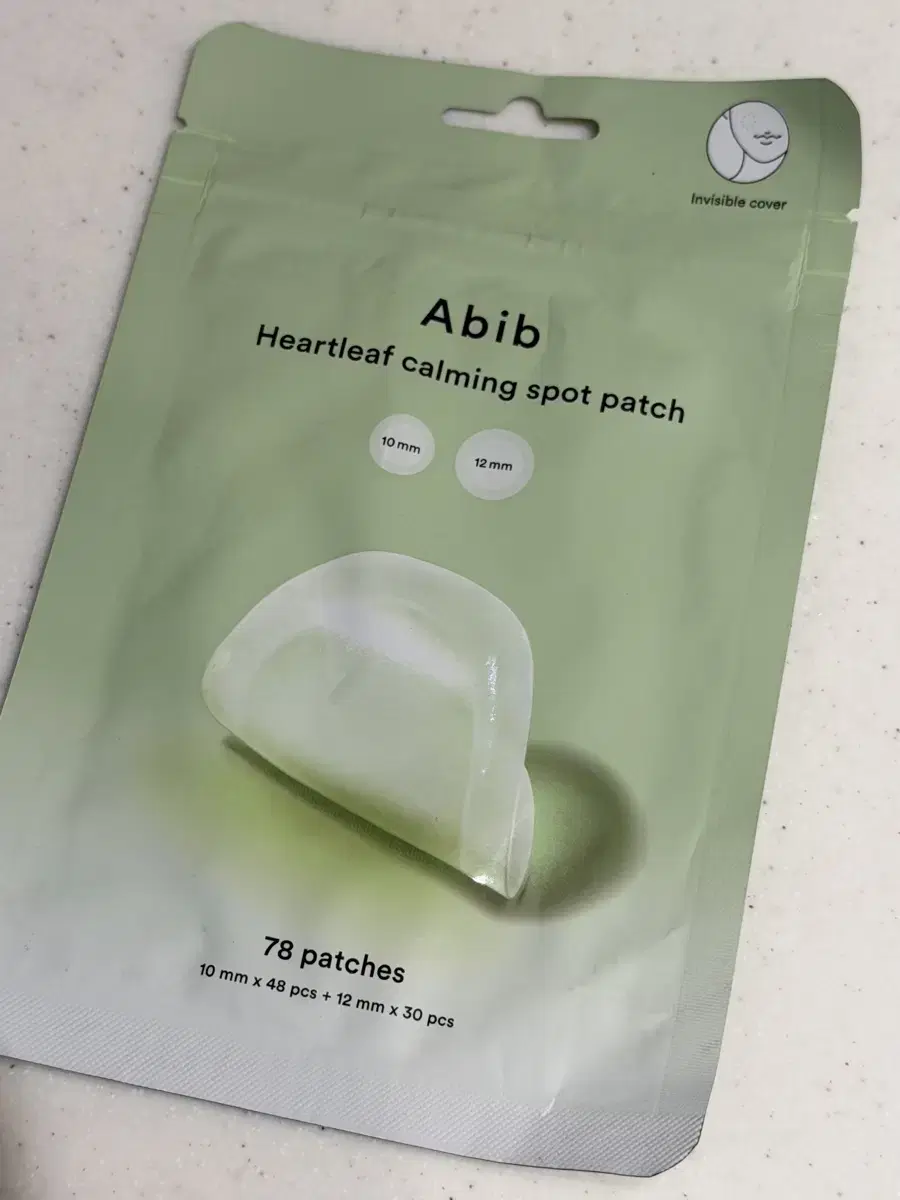 Invisible cover
Abib
Heartleaf calming spot patch
10 mm
12 mm
78 patches
10 mm x 48 pcs + 12 mm x 30 pcs